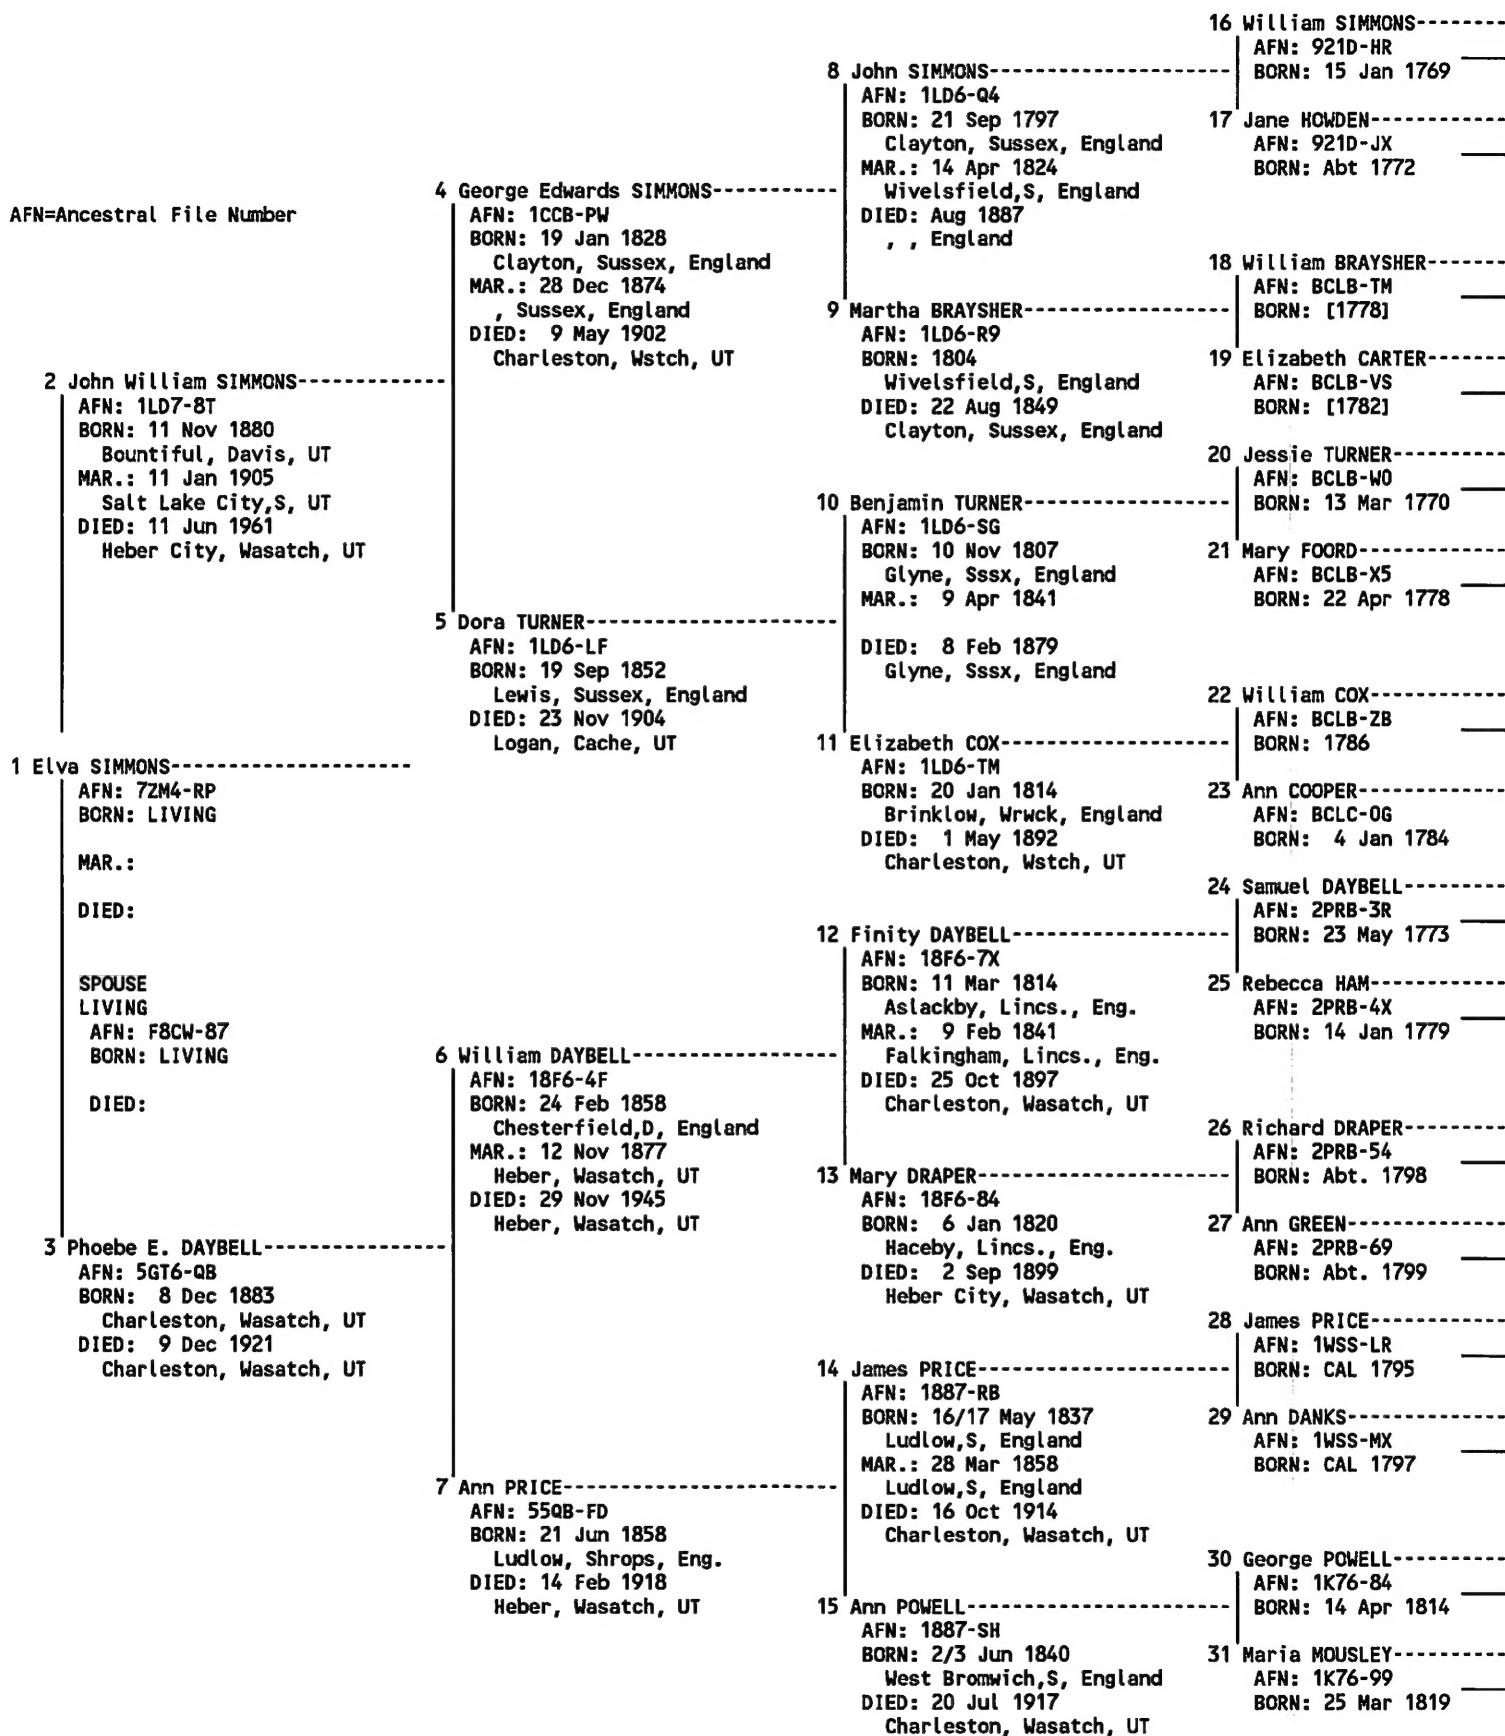 AFN=Ancestral File Number
1 Elva SIMMONS
AFN: 7ZM4-RP
BORN: LIVING
MAR.:
DIED:
SPOUSE
LIVING
AFN: F8CW-87
BORN: LIVING
DIED:
2 John William SIMMONS
AFN: 1LD7-8T
BORN: 11 Nov 1880
Bountiful, Davis, UT
MAR.: 11 Jan 1905
Salt Lake City,S, UT
DIED: 11 Jun 1961
Heber City, Wasatch, UT
3 Phoebe E. DAYBELL
AFN: 5GT6-QB
BORN:  8 Dec 1883
Charleston, Wasatch, UT
DIED:  9 Dec 1921
Charleston, Wasatch, UT
4 George Edwards SIMMONS
AFN: 1CCB-PW
BORN: 19 Jan 1828
Clayton, Sussex, England
MAR.: 28 Dec 1874
, Sussex, England
DIED:  9 May 1902
Charleston, Wstch, UT
5 Dora TURNER
AFN: 1LD6-LF
BORN: 19 Sep 1852
Lewis, Sussex, England
DIED: 23 Nov 1904
Logan, Cache, UT
6 William DAYBELL
AFN: 18F6-4F
BORN: 24 Feb 1858
Chesterfield,D, England
MAR.: 12 Nov 1877
Heber, Wasatch, UT
DIED: 29 Nov 1945
Heber, Wasatch, UT
7 Ann PRICE
AFN: 55QB-FD
BORN: 21 Jun 1858
Ludlow, Shrops, Eng.
DIED: 14 Feb 1918
Heber, Wasatch, UT
8 John SIMMONS
AFN: 1LD6-Q4
BORN: 21 Sep 1797
Clayton, Sussex, England
MAR.: 14 Apr 1824
Wivelsfield,S, England
DIED: Aug 1887
, , England
9 Martha BRAYSHER
AFN: 1LD6-R9
BORN: 1804
Wivelsfield,S, England
DIED: 22 Aug 1849
Clayton, Sussex, England
10 Benjamin TURNER
AFN: 1LD6-SG
BORN: 10 Nov 1807
Glyne, Sssx, England
MAR.:  9 Apr 1841
DIED:  8 Feb 1879
Glyne, Sssx, England
11 Elizabeth COX
AFN: 1LD6-TM
BORN: 20 Jan 1814
Brinklow, Wrwck, England
DIED:  1 May 1892
Charleston, Wstch, UT
12 Finity DAYBELL
AFN: 18F6-7X
BORN: 11 Mar 1814
Aslackby, Lincs., Eng.
MAR.:  9 Feb 1841
Falkingham, Lincs., Eng.
DIED: 25 Oct 1897
Charleston, Wasatch, UT
13 Mary DRAPER
AFN: 18F6-84
BORN:  6 Jan 1820
Haceby, Lincs., Eng.
DIED:  2 Sep 1899
Heber City, Wasatch, UT
14 James PRICE
AFN: 1887-RB
BORN: 16/17 May 1837
Ludlow,S, England
MAR.: 28 Mar 1858
Ludlow,S, England
DIED: 16 Oct 1914
Charleston, Wasatch, UT
15 Ann POWELL
AFN: 1887-SH
BORN: 2/3 Jun 1840
West Bromwich,S, England
DIED: 20 Jul 1917
Charleston, Wasatch, UT
16 William SIMMONS
AFN: 921D-HR
BORN: 15 Jan 1769
17 Jane HOWDEN
AFN: 921D-JX
BORN: Abt 1772
18 William BRAYSHER
AFN: BCLB-TM
BORN: [1778]
19 Elizabeth CARTER
AFN: BCLB-VS
BORN: [1782]
20 Jessie TURNER
AFN: BCLB-W0
BORN: 13 Mar 1770
21 Mary FOORD
AFN: BCLB-X5
BORN: 22 Apr 1778
22 William COX
AFN: BCLB-ZB
BORN: 1786
23 Ann COOPER
AFN: BCLC-0G
BORN:  4 Jan 1784
24 Samuel DAYBELL
AFN: 2PRB-3R
BORN: 23 May 1773
25 Rebecca HAM
AFN: 2PRB-4X
BORN: 14 Jan 1779
26 Richard DRAPER
AFN: 2PRB-54
BORN: Abt. 1798
27 Ann GREEN
AFN: 2PRB-69
BORN: Abt. 1799
28 James PRICE
AFN: 1WSS-LR
BORN: CAL 1795
29 Ann DANKS
AFN: 1WSS-MX
BORN: CAL 1797
30 George POWELL
AFN: 1K76-84
BORN: 14 Apr 1814
31 Maria MOUSLEY
AFN: 1K76-99
BORN: 25 Mar 1819